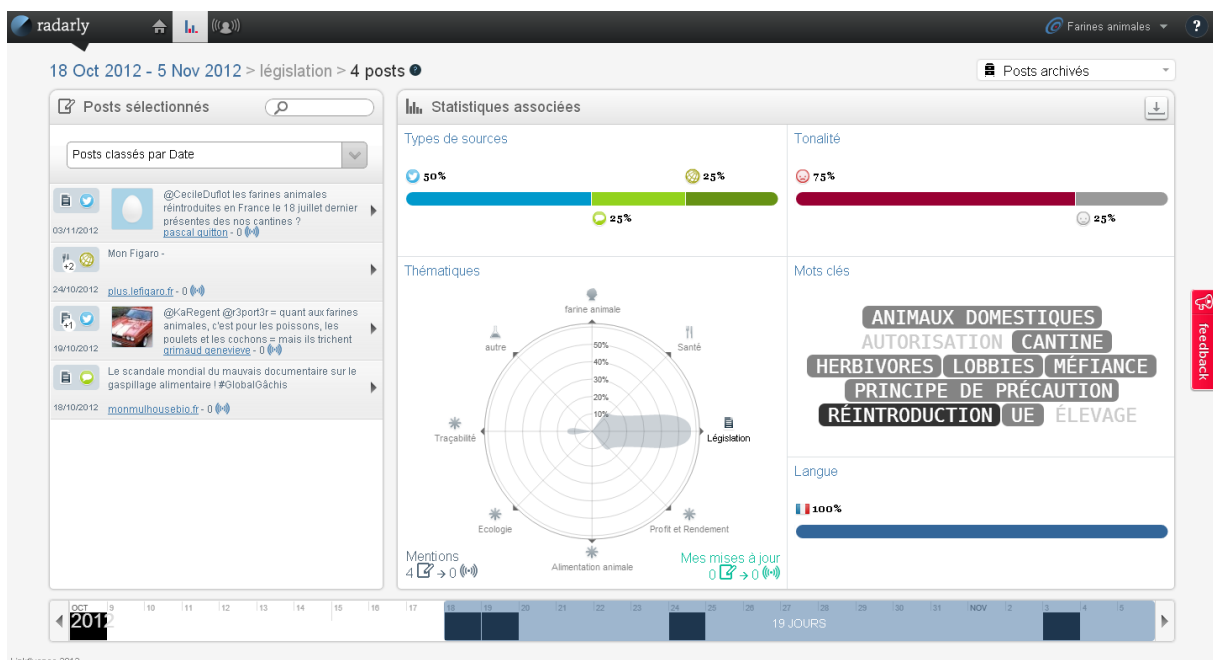 radarly
Farines animales
?
18 Oct 2012 - 5 Nov 2012 > législation > 4 posts ?
Posts archivés
Posts sélectionnés
Posts classés par Date
@CecileDuflot les farines animales
réintroduites en France le 18 juillet dernier
présentes des nos cantines ?
03/11/2012 pascal quitton - 0
Mon Figaro -
+2
24/10/2012 plus.lefigaro.fr - 0
@KaRegent @r3port3r = quant aux farines
animales, c'est pour les poissons, les
+1
poulets et les cochons = mais ils trichent
19/10/2012 grimaud genevieve - 0
Le scandale mondial du mauvais documentaire sur le
gaspillage alimentaire ! #GlobalGâchis
18/10/2012 monmulhousebio.fr - 0
Statistiques associées
Types de sources
50% 25%
25%
Tonalité
75%
25%
Thématiques
farine animale
autre
Santé
50%
40%
30%
20%
10%
Traçabilité
Législation
Ecologie
Profit et Rendement
Alimentation animale
Mentions
4 → 0
Mes mises à jour
0 → 0
Mots clés
ANIMAUX DOMESTIQUES
AUTORISATION CANTINE
HERBIVORES LOBBIES MÉFIANCE
PRINCIPE DE PRÉCAUTION
RÉINTRODUCTION UE ÉLEVAGE
Langue
100%
feedback
OCT 9 10 11 12 13 14 15 16 17 18 19 20 21 22 23 24 25 26 27 28 29 30 31 NOV 2 3 4 5
2012
19 JOURS